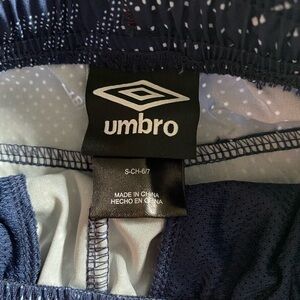 umbro
S-CH-6/7
MADE IN CHINA
HECHO EN CHINA